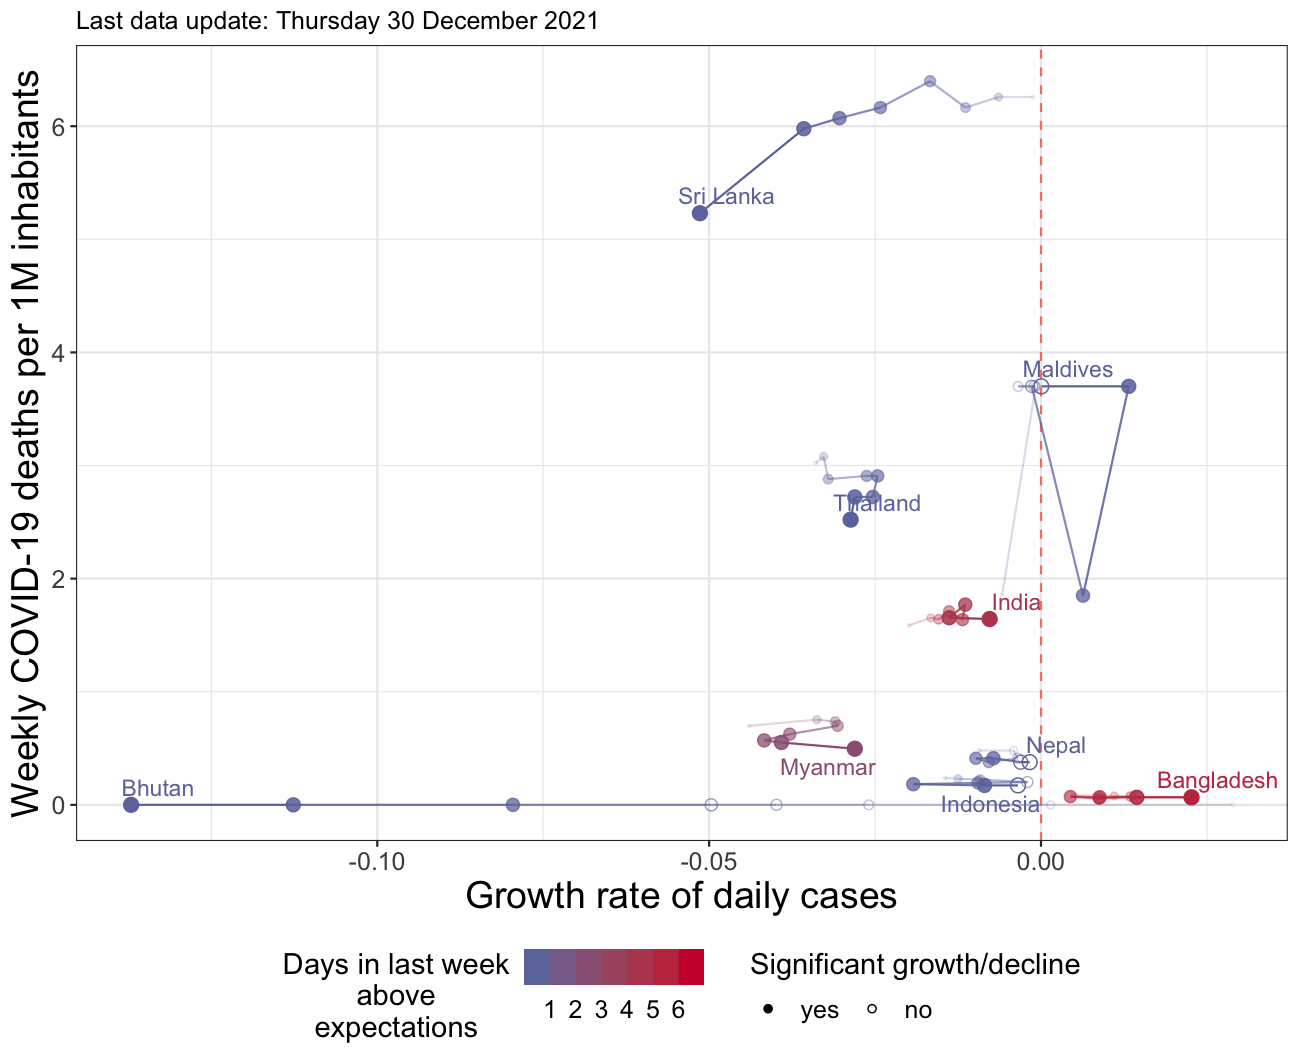 Last data update: Thursday 30 December 2021
Weekly COVID-19 deaths per 1M inhabitants
6
4
2
0
Sri Lanka
Maldives
Thailand
India
Nepal
Myanmar
Bangladesh
Bhutan
Indonesia
-0.10
-0.05
0.00
Growth rate of daily cases
Days in last week
above
expectations
1 2 3 4 5 6
Significant growth/decline
yes
no